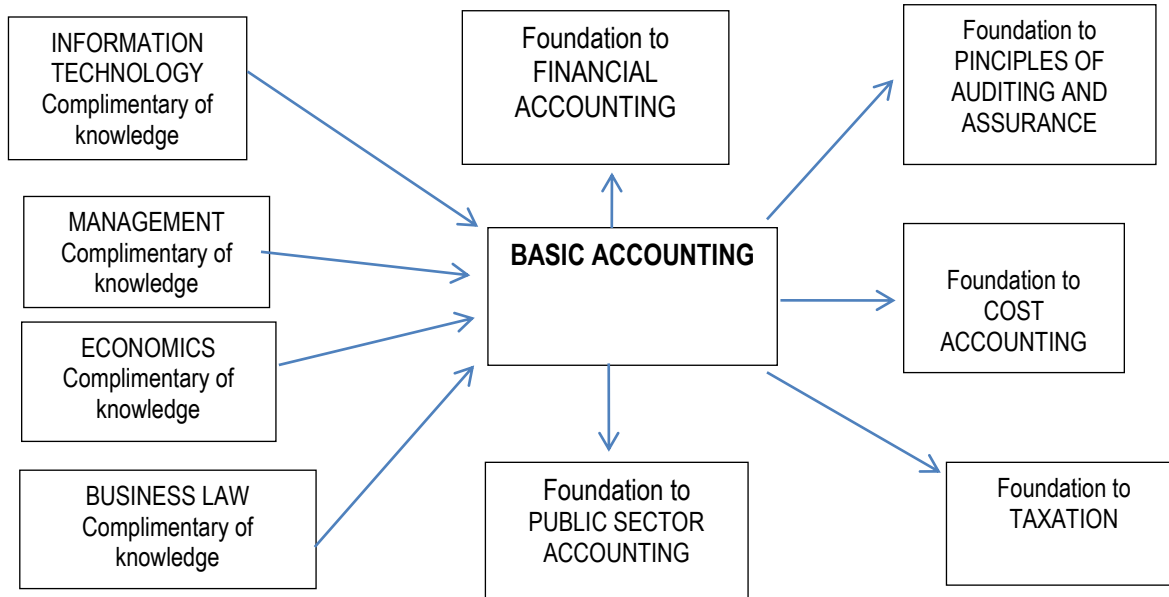 INFORMATION
TECHNOLOGY
Complimentary of
knowledge
Foundation to
FINANCIAL
ACCOUNTING
Foundation to
PINCIPLES OF
AUDITING AND
ASSURANCE
MANAGEMENT
Complimentary of
knowledge
BASIC ACCOUNTING
Foundation to
COST
ACCOUNTING
ECONOMICS
Complimentary of
knowledge
BUSINESS LAW
Complimentary of
knowledge
Foundation to
PUBLIC SECTOR
ACCOUNTING
Foundation to
TAXATION